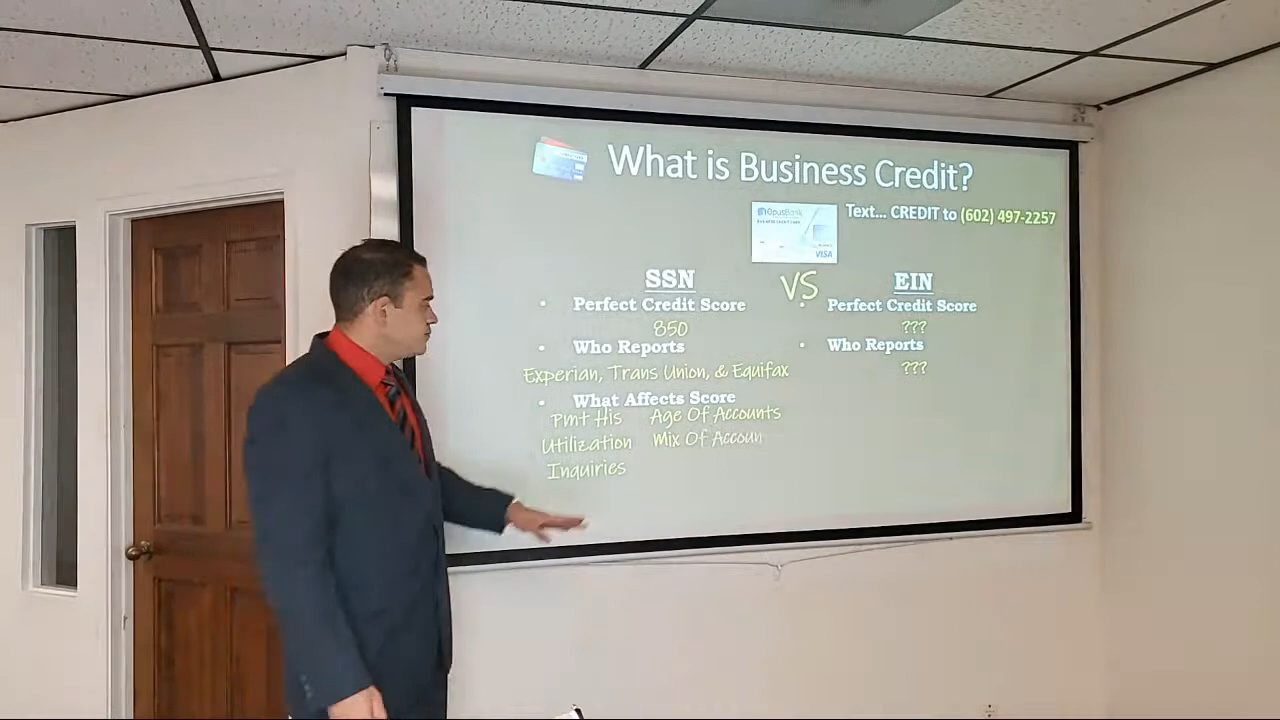 What is Business Credit?
Text... CREDIT to (602) 497-2257
OpusBank
VISA
SSN VS EIN
• Perfect Credit Score • Perfect Credit Score
850 ???
• Who Reports • Who Reports
Experian, Trans Union, & Equifax ???
• What Affects Score
Pmt His Age Of Accounts
Utilization Mix Of Accoun
Inquiries